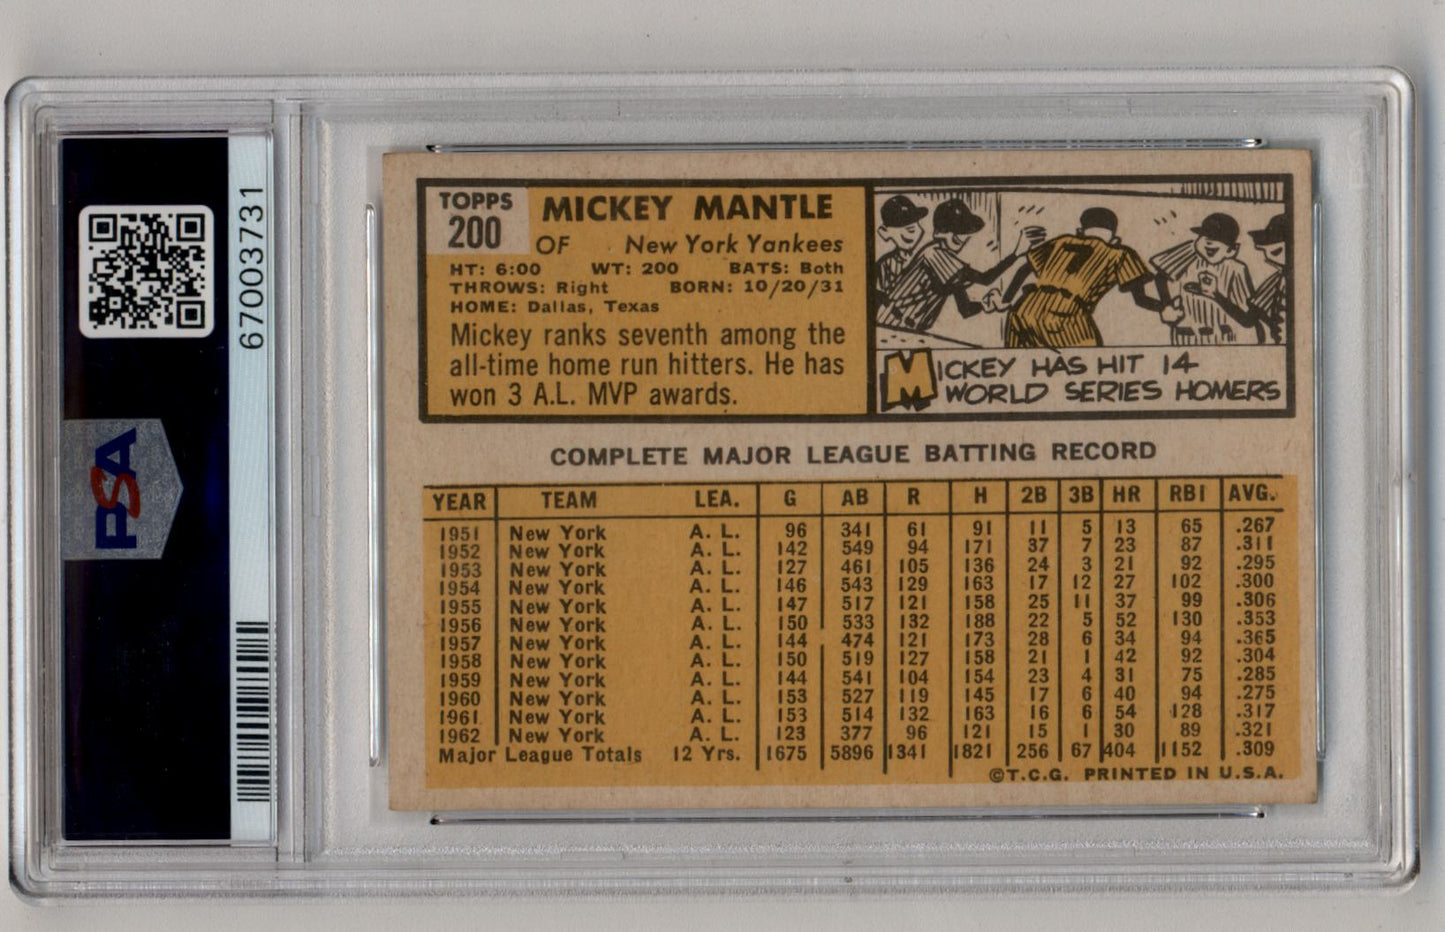 67003731
PSA
TOPPS
200
MICKEY MANTLE
OF New York Yankees
HT: 6:00 WT: 200 BATS: Both
THROWS: Right BORN: 10/20/31
HOME: Dallas, Texas
Mickey ranks seventh among the
all-time home run hitters. He has
won 3 A.L. MVP awards.
7
MICKEY HAS HIT 14
WORLD SERIES HOMERS
COMPLETE MAJOR LEAGUE BATTING RECORD
YEAR TEAM LEA. G AB R H 2B 3B HR RBI AVG.
1951 New York A. L. 96 341 61 91 11 5 13 65 .267
1952 New York A. L. 142 549 94 171 37 7 23 87 .311
1953 New York A. L. 127 461 105 136 24 3 21 92 .295
1954 New York A. L. 146 543 129 163 17 12 27 102 .300
1955 New York A. L. 147 517 121 158 25 11 37 99 .306
1956 New York A. L. 150 533 132 188 22 5 52 130 .353
1957 New York A. L. 144 474 121 173 28 6 34 94 .365
1958 New York A. L. 150 519 127 158 21 1 42 92 .304
1959 New York A. L. 144 541 104 154 23 4 31 75 .285
1960 New York A. L. 153 527 119 145 17 6 40 94 .275
1961 New York A. L. 153 514 132 163 16 6 54 128 .317
1962 New York A. L. 123 377 96 121 15 1 30 89 .321
Major League Totals 12 Yrs. 1675 5896 1341 1821 256 67 404 1152 .309
©T.C.G. PRINTED IN U.S.A.